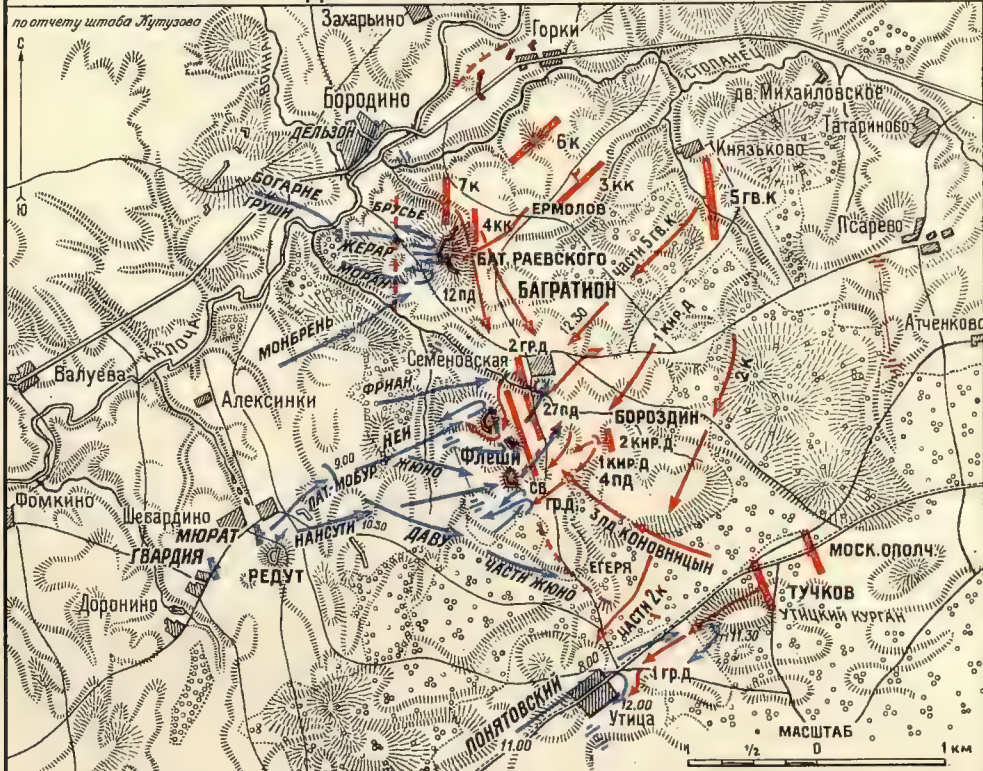 по отчету штаба Кутузова
С
Ю
Захарьино
Горки
ВОЙНА
СТОПАНЕ
Бородино
ДЕЛЬЗОН
дв. Михайловское
Татариново
Князьково
6 К
3 КК
7 К
5 ГВ. К
БОГАРНЕ
ГРУШИ
БРУСЬЕ
4 КК
ЕРМОЛОВ
Псарево
ЖЕРАР
БАТ. РАЕВСКОГО
Части 5 ГВ. К
МОРАН
12 ПД
БАГРАТИОН
12.30
КИР. Д
МОНБРЕНЬ
2 ГР. Д
Атченково
КАЛОЧА
Семеновская
2 К
Валуева
ФРИАН
Алексинки
27 ПД
БОРОЗДИН
НЕЙ
2 КИР. Д
Флеши
9.00
ЖЮНО
1 КИР. Д
ЛАТ-МОБУР
4 ПД
Фомкино
СВ.
ГР. Д.
Шевардино
НАНСУТИ
10.30
МЮРАТ
ДАВУ
3 ПД КОНОВНИЦЫН
ГВАРДИЯ
МОСК. ОПОЛЧ.
РЕДУТ
ЧАСТИ ЖЮНО
ЕГЕРЯ
ТУЧКОВ
Доронино
ЧАСТИ 2 К
УТИЦКИЙ КУРГАН
11.30
8.00
1 ГР. Д
ПОНЯТОВСКИЙ
12.00
Утица
11.00
МАСШТАБ
1 1/2 0 1 КМ